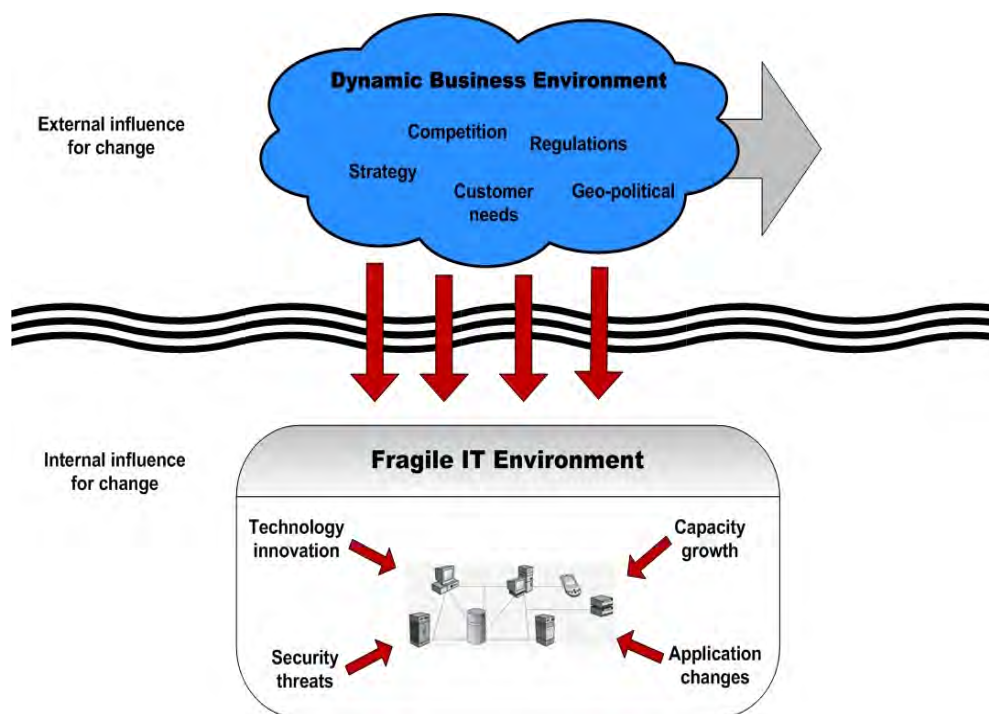 Dynamic Business Environment
External influence
for change
Competition
Regulations
Strategy
Customer
needs
Geo-political
Internal influence
for change
Fragile IT Environment
Technology
innovation
Capacity
growth
Security
threats
Application
changes